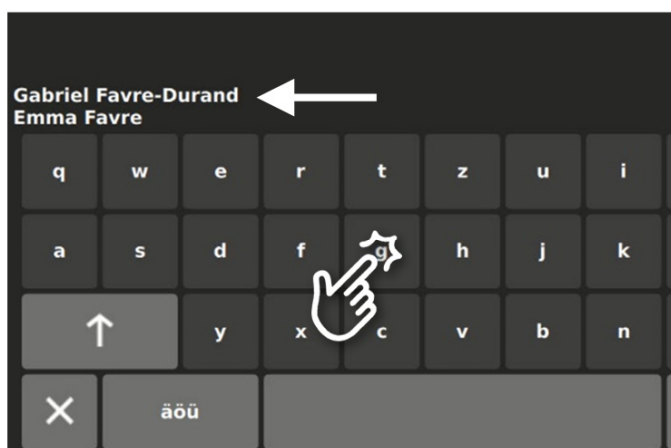 Gabriel Favre-Durand
Emma Favre
q w e r t z u i
a s d f g h j k
↑ y x c v b n
✕ äöü